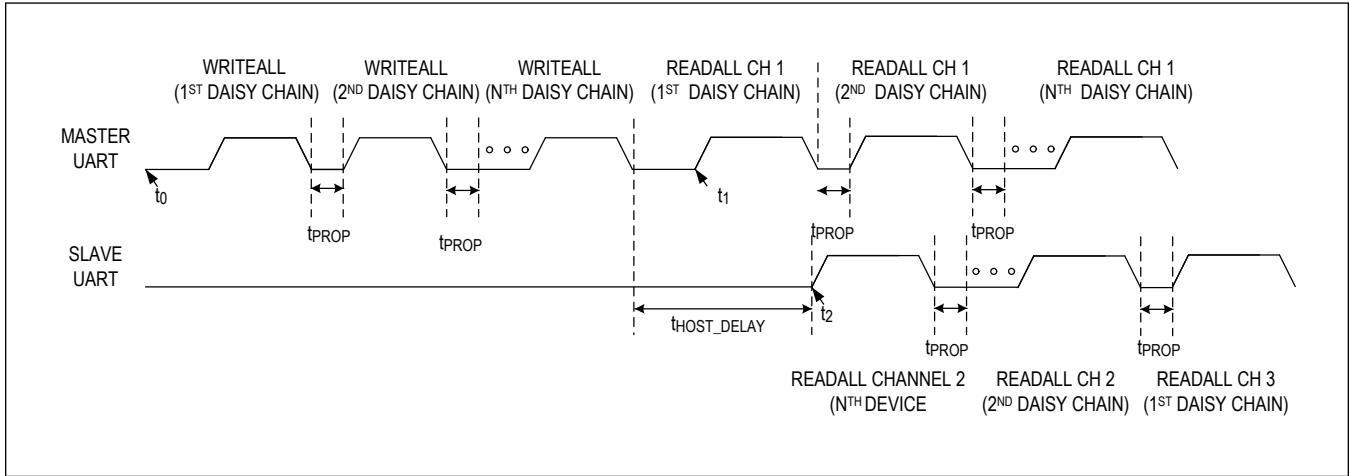 WRITEALL
(1ST DAISY CHAIN)
WRITEALL
(2ND DAISY CHAIN)
WRITEALL
(NTH DAISY CHAIN)
READALL CH 1
(1ST DAISY CHAIN)
READALL CH 1
(2ND DAISY CHAIN)
READALL CH 1
(NTH DAISY CHAIN)
MASTER
UART
t0
t1
tPROP
tPROP
tPROP
tPROP
SLAVE
UART
tHOST_DELAY
t2
tPROP
tPROP
READALL CHANNEL 2
(NTH DEVICE
READALL CH 2
(2ND DAISY CHAIN)
READALL CH 3
(1ST DAISY CHAIN)